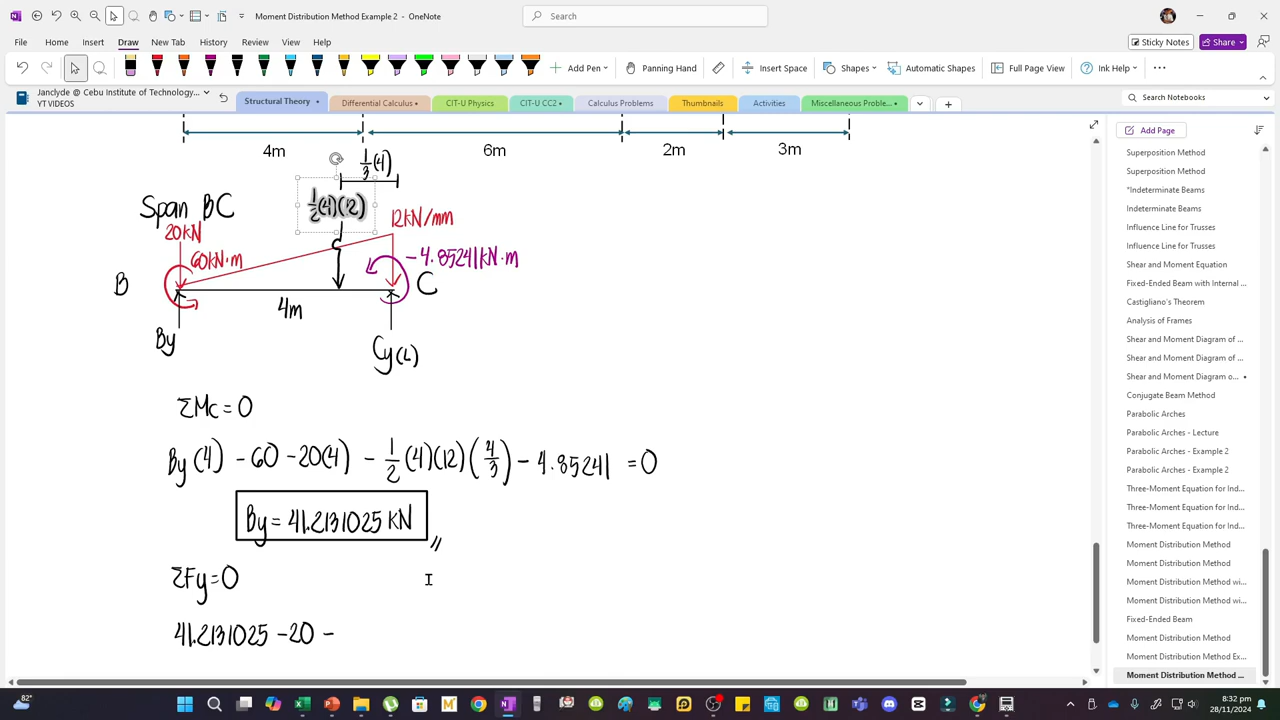 Moment Distribution Method Example 2 - OneNote
Search
File Home Insert Draw New Tab History Review View Help
Sticky Notes Share
Add Pen Panning Hand Insert Space Shapes Automatic Shapes Full Page View Ink Help
Janclyde @ Cebu Institute of Technology...
YT VIDEOS
Structural Theory Differential Calculus CIT-U Physics CIT-U CC2 Calculus Problems Thumbnails Activities Miscellaneous Proble...
Search Notebooks
Add Page
4m 6m 2m 3m
1/3(4)
1/2(4)(12)
Span BC
20kN
12kN/mm
60kN·m
-4.85241kN·m
B
C
4m
By
Cy(L)
ΣMc=0
By(4) -60 -20(4) - 1/2(4)(12)(4/3) - 4.85241 =0
By = 41.2131025 KN
ΣFy=0
41.2131025 -20 -
Superposition Method
Superposition Method
*Indeterminate Beams
Indeterminate Beams
Influence Line for Trusses
Influence Line for Trusses
Shear and Moment Equation
Fixed-Ended Beam with Internal ...
Castigliano's Theorem
Analysis of Frames
Shear and Moment Diagram of ...
Shear and Moment Diagram of ...
Shear and Moment Diagram o...
Conjugate Beam Method
Parabolic Arches
Parabolic Arches - Lecture
Parabolic Arches - Example 2
Parabolic Arches - Example 2
Three-Moment Equation for Ind...
Three-Moment Equation for Ind...
Three-Moment Equation for Ind...
Moment Distribution Method
Moment Distribution Method
Moment Distribution Method wi...
Moment Distribution Method wi...
Fixed-Ended Beam
Moment Distribution Method
Moment Distribution Method Ex...
Moment Distribution Method ...
82°
8:32 pm
28/11/2024